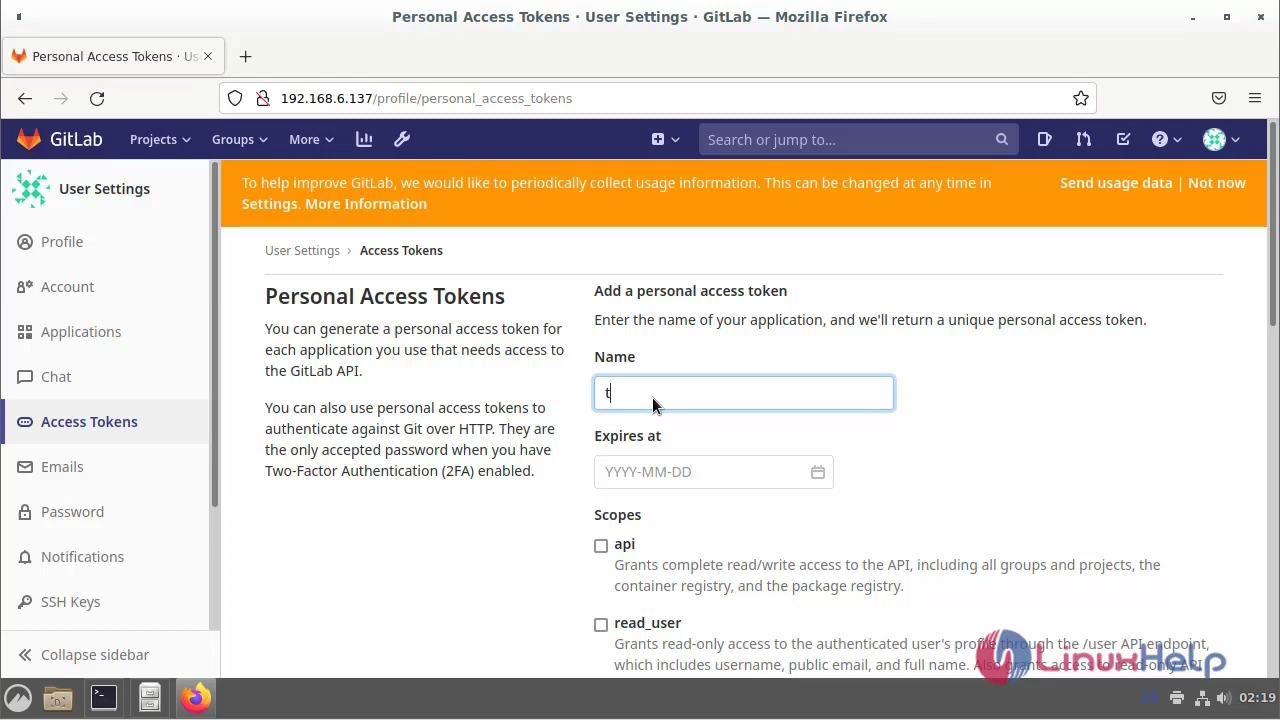 Personal Access Tokens · User Settings · GitLab — Mozilla Firefox
Personal Access Tokens · Us
192.168.6.137/profile/personal_access_tokens
GitLab Projects Groups More Search or jump to...
User Settings
To help improve GitLab, we would like to periodically collect usage information. This can be changed at any time in
Settings. More Information
Send usage data | Not now
Profile
Account
Applications
Chat
Access Tokens
Emails
Password
Notifications
SSH Keys
Collapse sidebar
User Settings › Access Tokens
Personal Access Tokens
You can generate a personal access token for
each application you use that needs access to
the GitLab API.
You can also use personal access tokens to
authenticate against Git over HTTP. They are
the only accepted password when you have
Two-Factor Authentication (2FA) enabled.
Add a personal access token
Enter the name of your application, and we'll return a unique personal access token.
Name
t
Expires at
YYYY-MM-DD
Scopes
api
Grants complete read/write access to the API, including all groups and projects, the
container registry, and the package registry.
read_user
Grants read-only access to the authenticated user's profile through the /user API endpoint,
which includes username, public email, and full name. Also grants access to read-only API
LinuxHelp
02:19